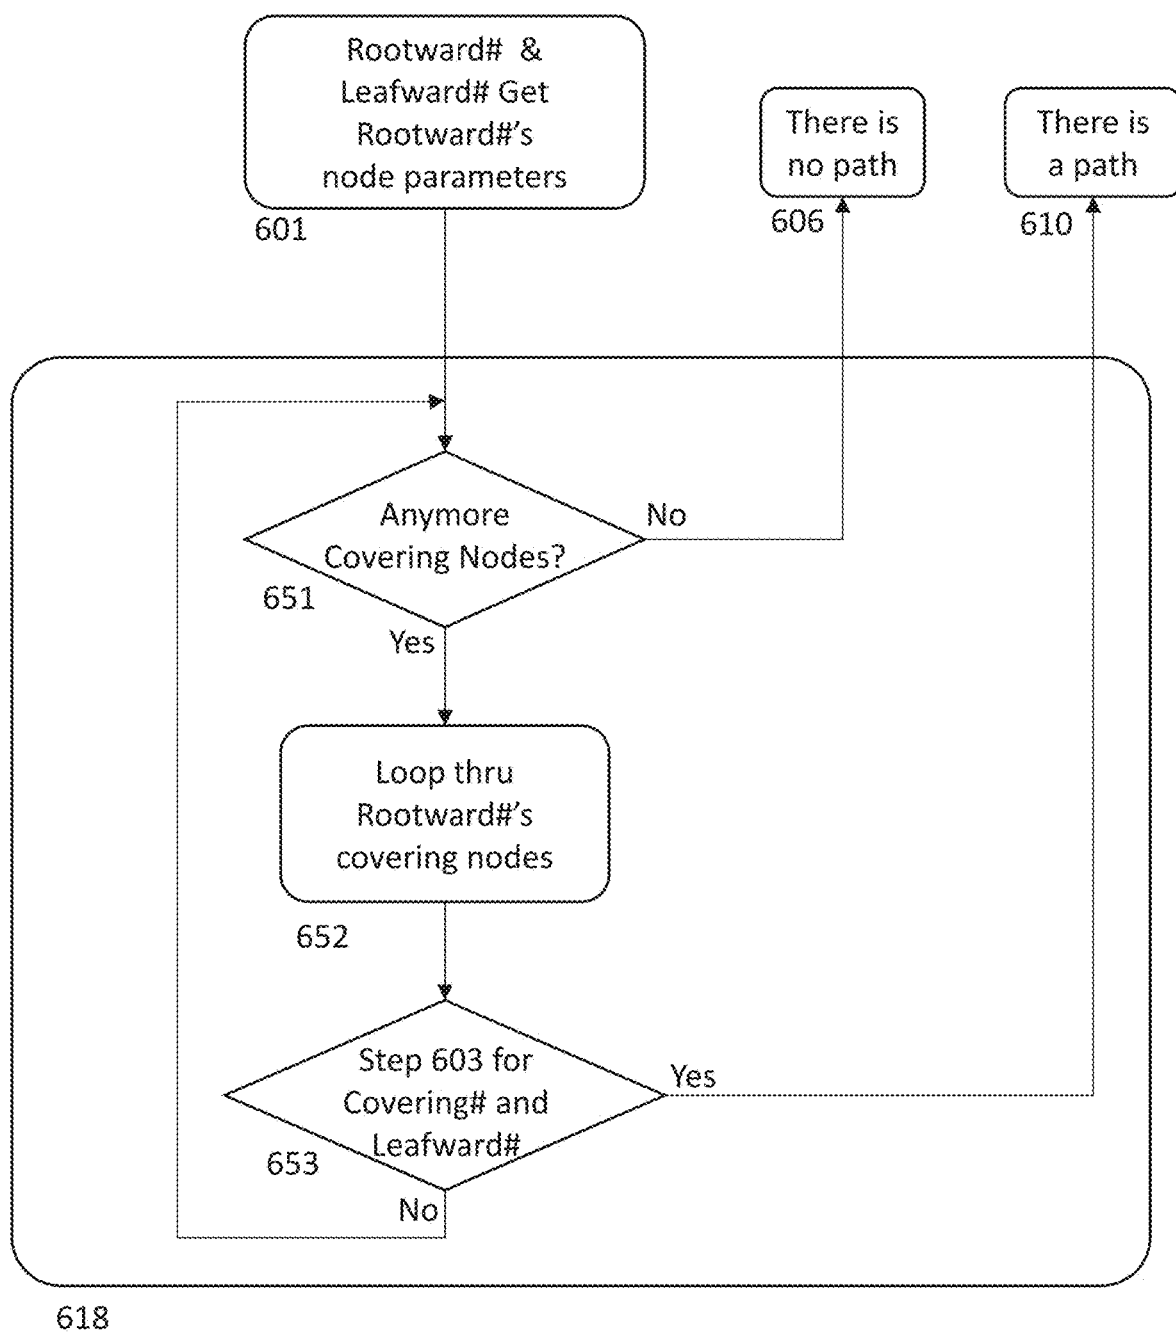 Rootward# &
Leafward# Get
Rootward#'s
node parameters
601
There is
no path
606
There is
a path
610
Anymore
Covering Nodes?
651
No
Yes
Loop thru
Rootward#'s
covering nodes
652
Step 603 for
Covering# and
Leafward#
653
Yes
No
618